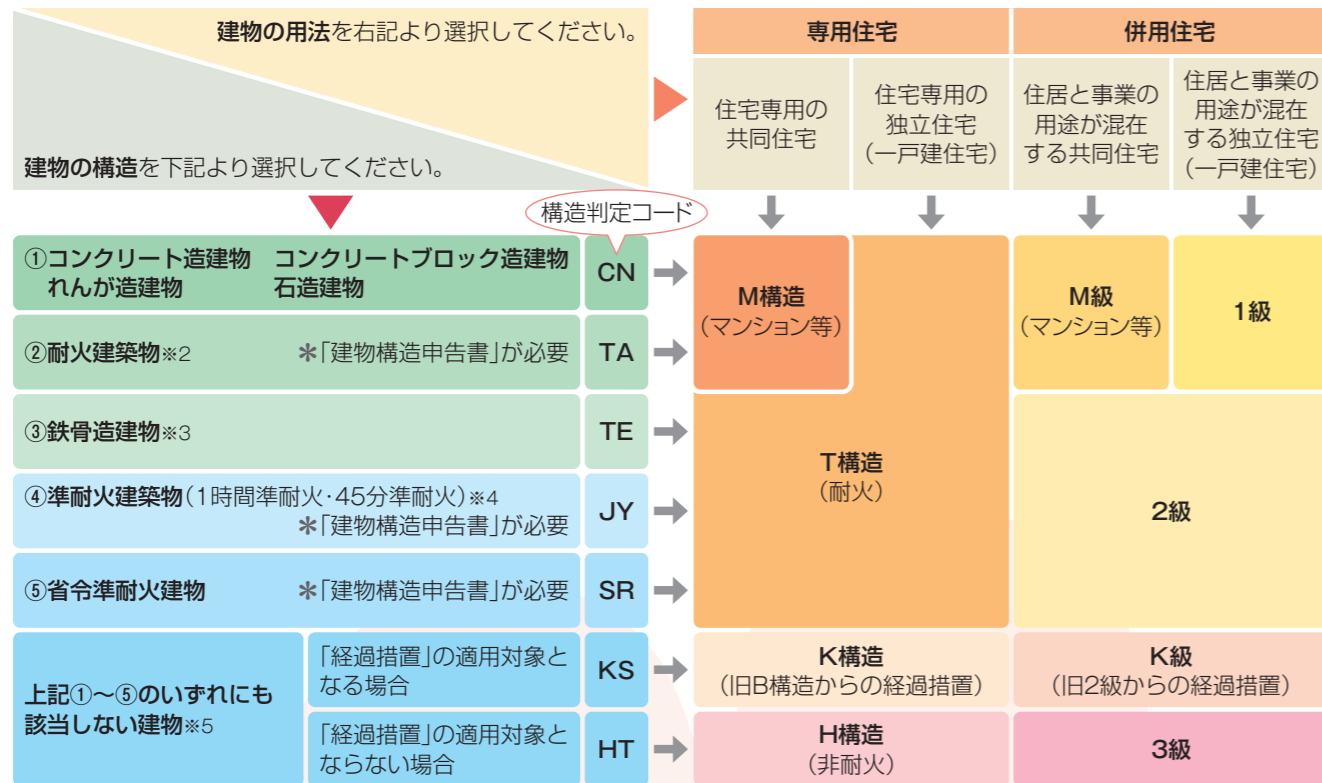 建物の用法を右記より選択してください。
建物の構造を下記より選択してください。
専用住宅
併用住宅
住宅専用の
共同住宅
住宅専用の
独立住宅
（一戸建住宅）
住居と事業の
用途が混在
する共同住宅
住居と事業の
用途が混在
する独立住宅
（一戸建住宅）
構造判定コード
①コンクリート造建物 コンクリートブロック造建物
れんが造建物 石造建物
CN
②耐火建築物※2 ＊「建物構造申告書」が必要
TA
③鉄骨造建物※3
TE
④準耐火建築物（1時間準耐火・45分準耐火）※4
＊「建物構造申告書」が必要
JY
⑤省令準耐火建物 ＊「建物構造申告書」が必要
SR
上記①～⑤のいずれにも
該当しない建物※5
「経過措置」の適用対象と
なる場合
KS
「経過措置」の適用対象と
ならない場合
HT
M構造
（マンション等）
T構造
（耐火）
M級
（マンション等）
1級
2級
K構造
（旧B構造からの経過措置）
K級
（旧2級からの経過措置）
H構造
（非耐火）
3級